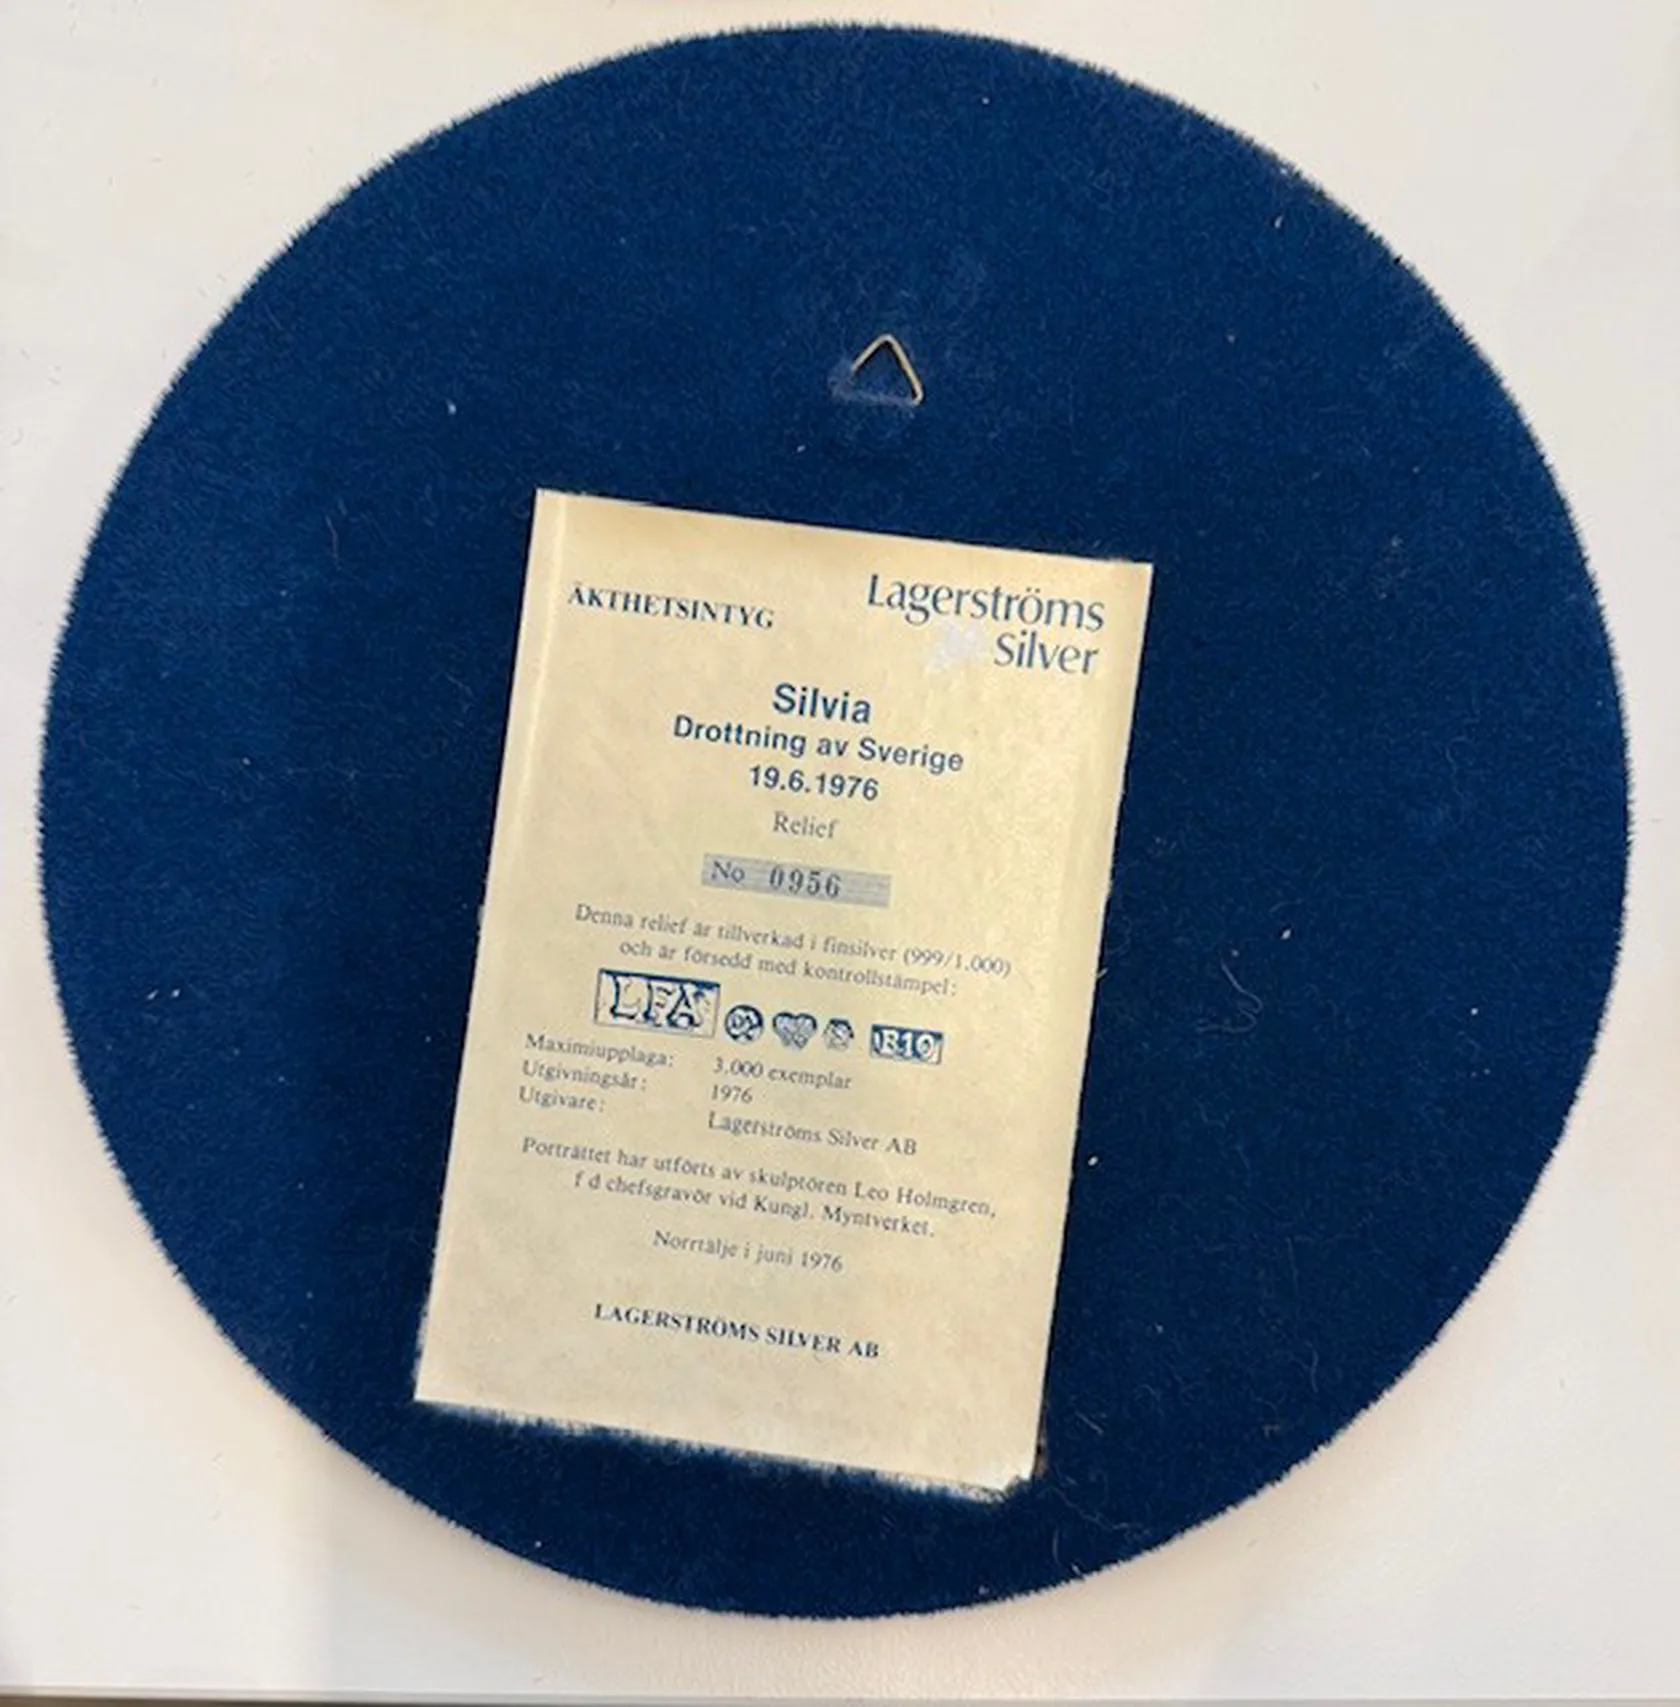 ÄKTHETSINTYG
Lagerströms
Silver
Silvia
Drottning av Sverige
19.6.1976
Relief
No 0956
Denna relief är tillverkad i finsilver (999/1.000)
och är försedd med kontrollstämpel:
LFA S B10
Maximiupplaga: 3.000 exemplar
Utgivningsår: 1976
Utgivare: Lagerströms Silver AB
Porträttet har utförts av skulptören Leo Holmgren,
f d chefsgravör vid Kungl. Myntverket.
Norrtälje i juni 1976
LAGERSTRÖMS SILVER AB